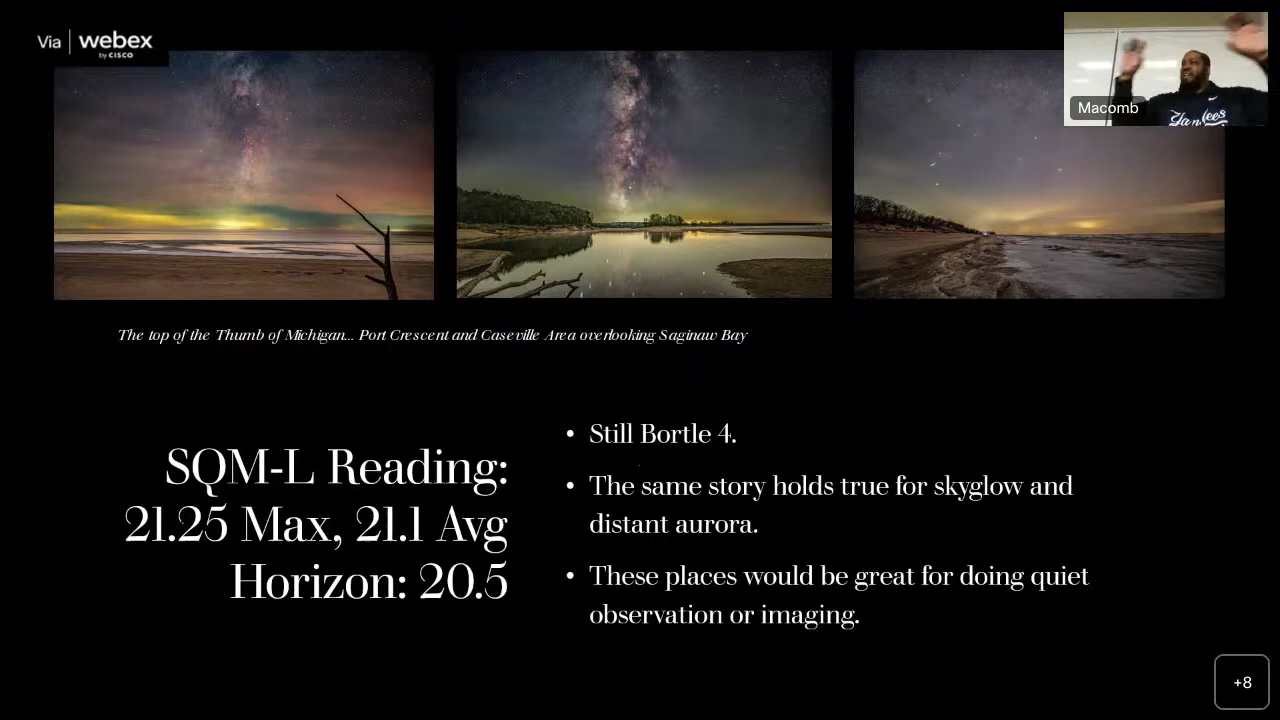 Via webex
by CISCO
Macomb
Yankees
The top of the Thumb of Michigan... Port Crescent and Caseville Area overlooking Saginaw Bay
SQM-L Reading:
21.25 Max, 21.1 Avg
Horizon: 20.5
• Still Bortle 4.
• The same story holds true for skyglow and
distant aurora.
• These places would be great for doing quiet
observation or imaging.
+8